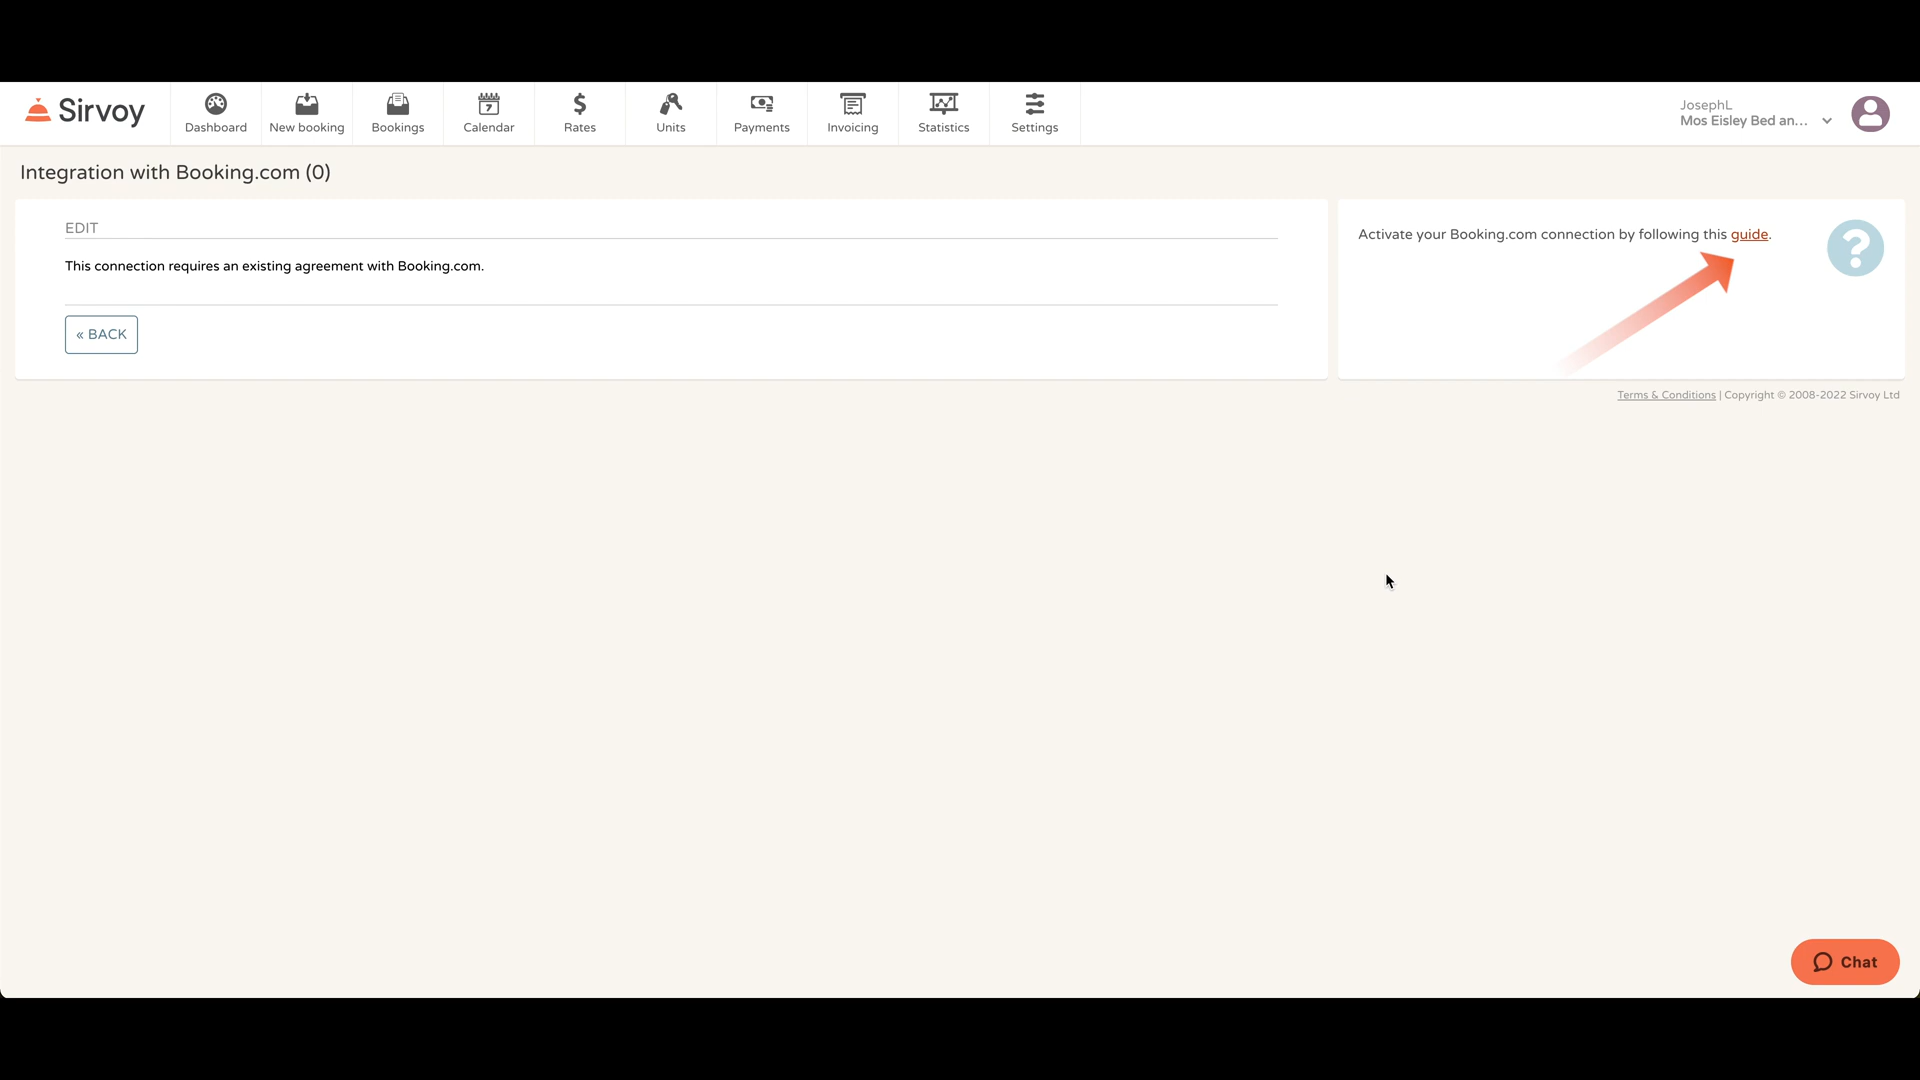 Sirvoy
Dashboard
New booking
Bookings
7
Calendar
$
Rates
Units
Payments
Invoicing
Statistics
Settings
JosephL
Mos Eisley Bed an...
Integration with Booking.com (0)
EDIT
This connection requires an existing agreement with Booking.com.
« BACK
Activate your Booking.com connection by following this guide.
?
Terms & Conditions | Copyright © 2008-2022 Sirvoy Ltd
Chat